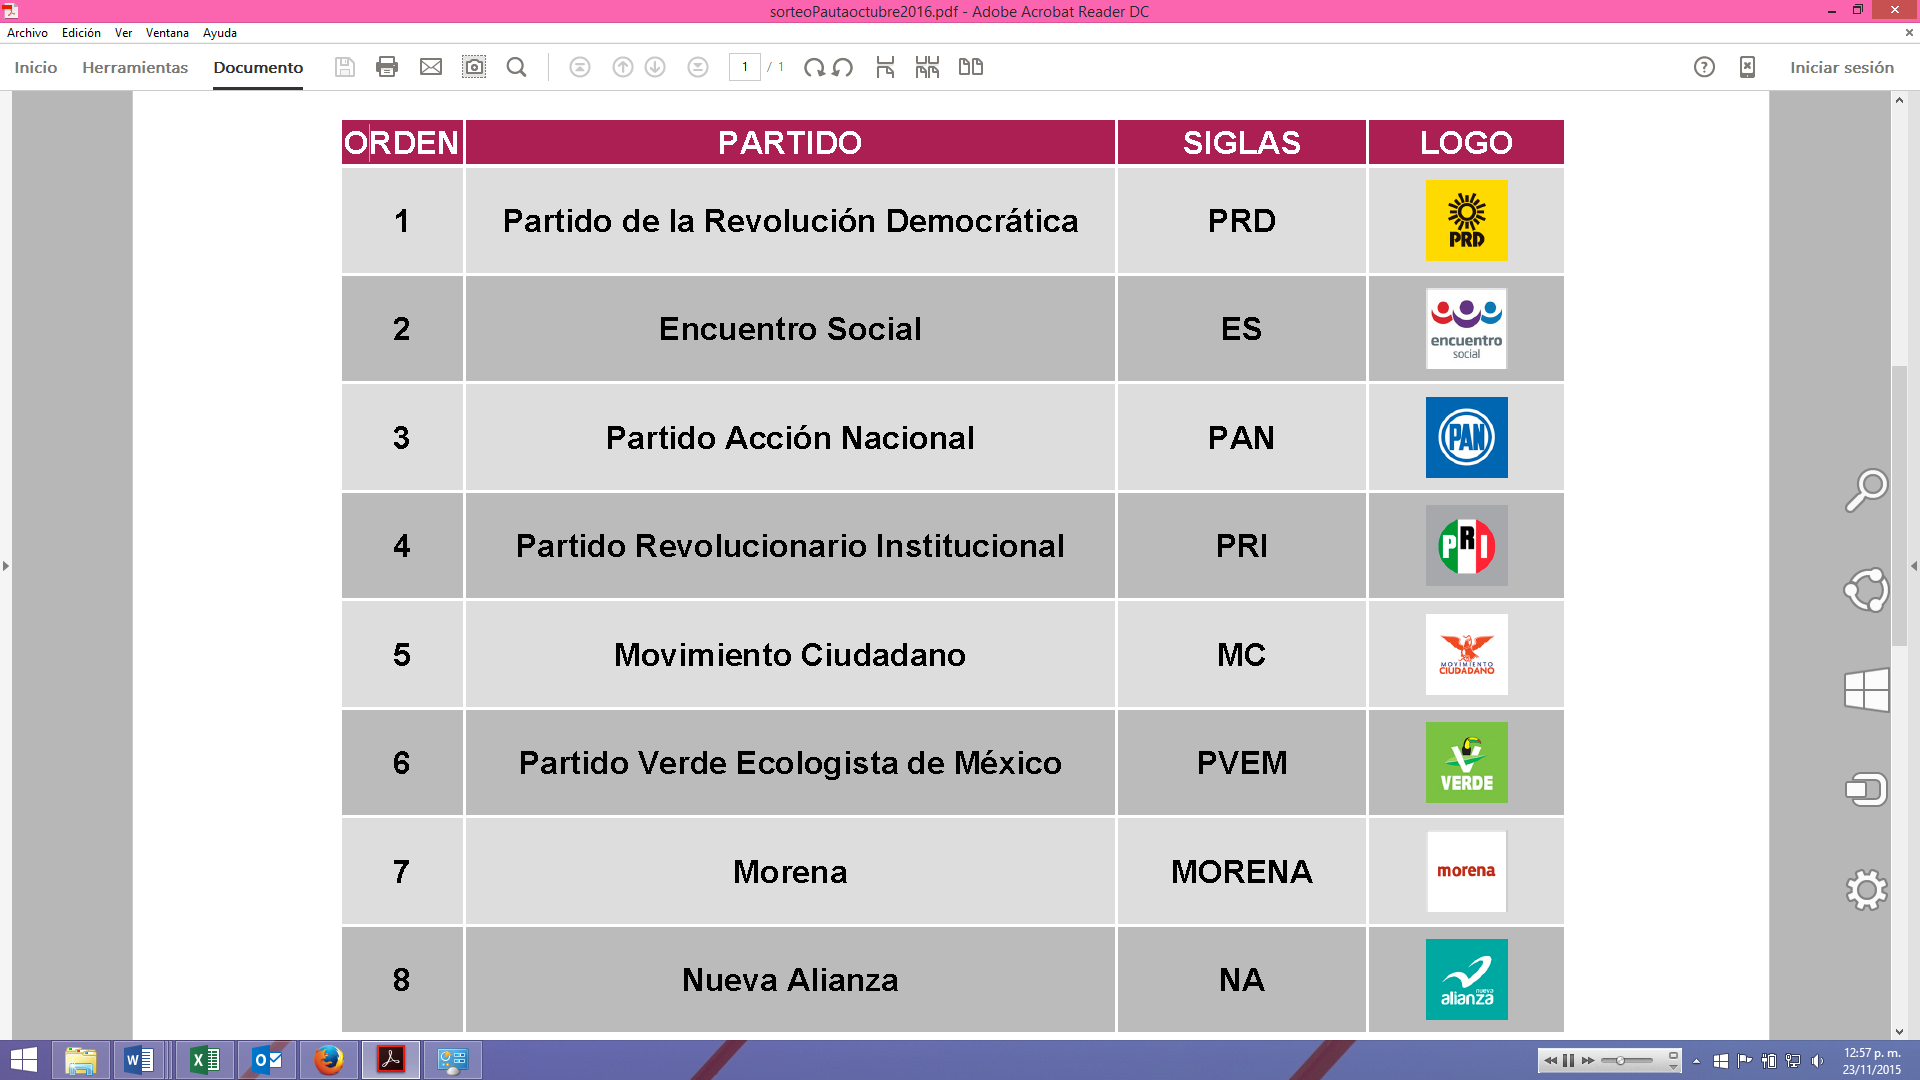 sorteoPautaoctubre2016.pdf - Adobe Acrobat Reader DC
Archivo Edición Ver Ventana Ayuda
Inicio Herramientas Documento 1 / 1 Iniciar sesión
ORDEN PARTIDO SIGLAS LOGO
1 Partido de la Revolución Democrática PRD PRD
2 Encuentro Social ES encuentro social
3 Partido Acción Nacional PAN PAN
4 Partido Revolucionario Institucional PRI PRI
5 Movimiento Ciudadano MC MOVIMIENTO CIUDADANO
6 Partido Verde Ecologista de México PVEM VERDE
7 Morena MORENA morena
8 Nueva Alianza NA nueva alianza
12:57 p. m.
23/11/2015